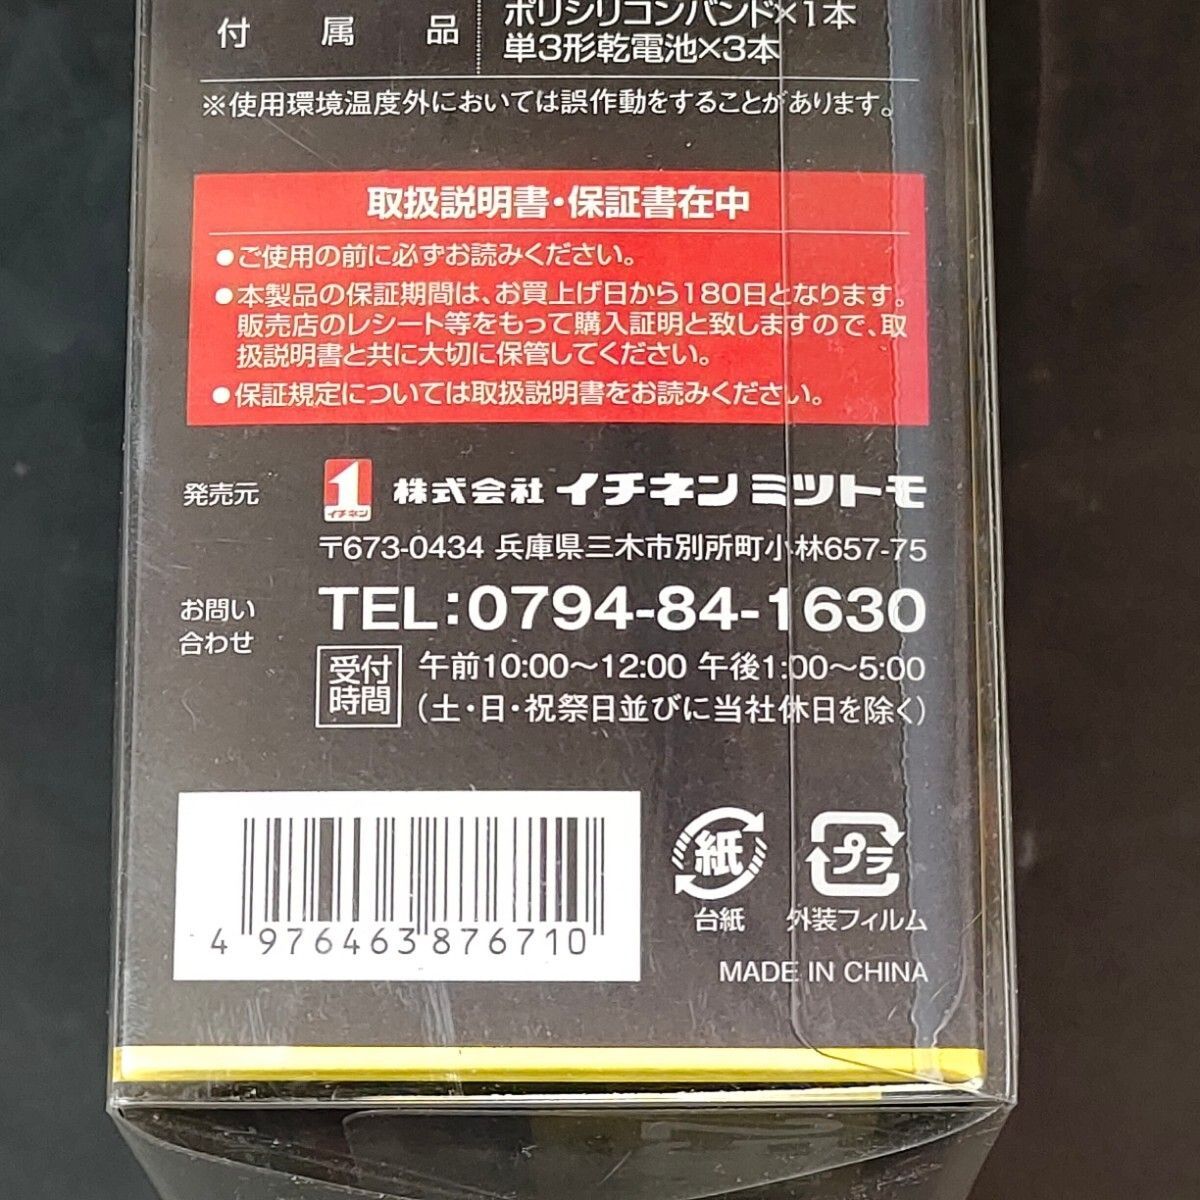 付属品
ポリシリコンバンド×1本
単3形乾電池×3本
※使用環境温度外においては誤作動をすることがあります。
取扱説明書・保証書在中
●ご使用の前に必ずお読みください。
●本製品の保証期間は、お買上げ日から180日となります。
販売店のレシート等をもって購入証明と致しますので、取
扱説明書と共に大切に保管してください。
●保証規定については取扱説明書をお読みください。
発売元
1
イチネン
株式会社 イチネン ミツトモ
〒673-0434 兵庫県三木市別所町小林657-75
お問い
合わせ
TEL:0794-84-1630
受付
時間
午前10:00〜12:00 午後1:00〜5:00
(土・日・祝祭日並びに当社休日を除く)
4 976463 876710
紙
台紙
プラ
外装フィルム
MADE IN CHINA